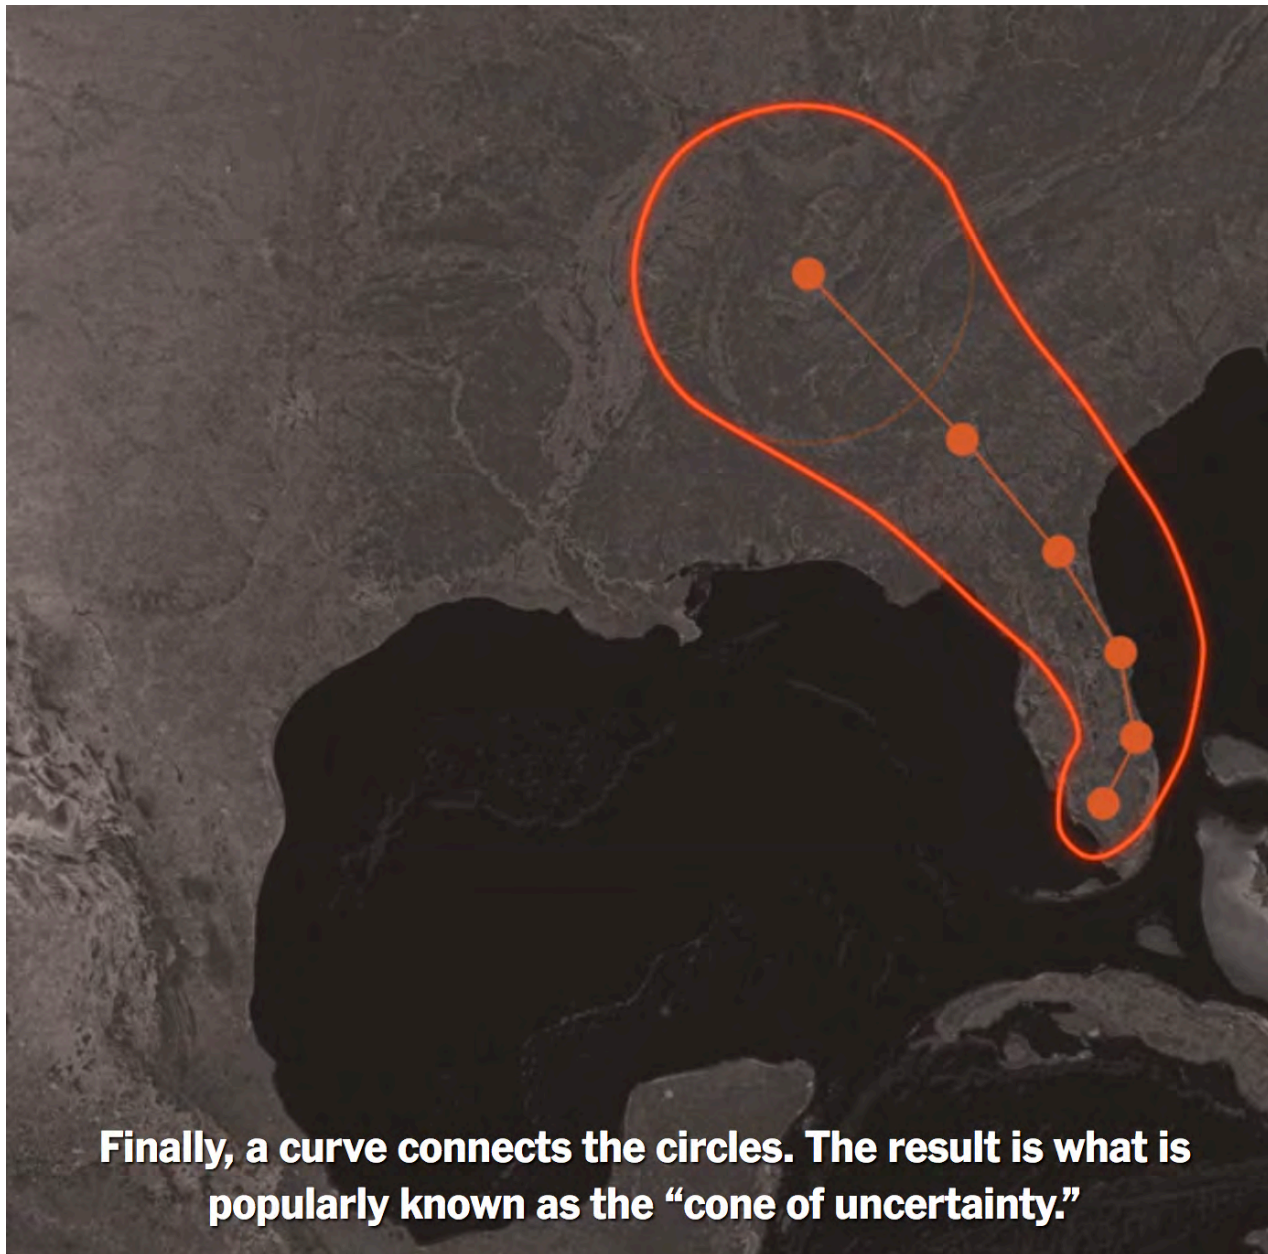 Finally, a curve connects the circles. The result is what is
popularly known as the “cone of uncertainty.”